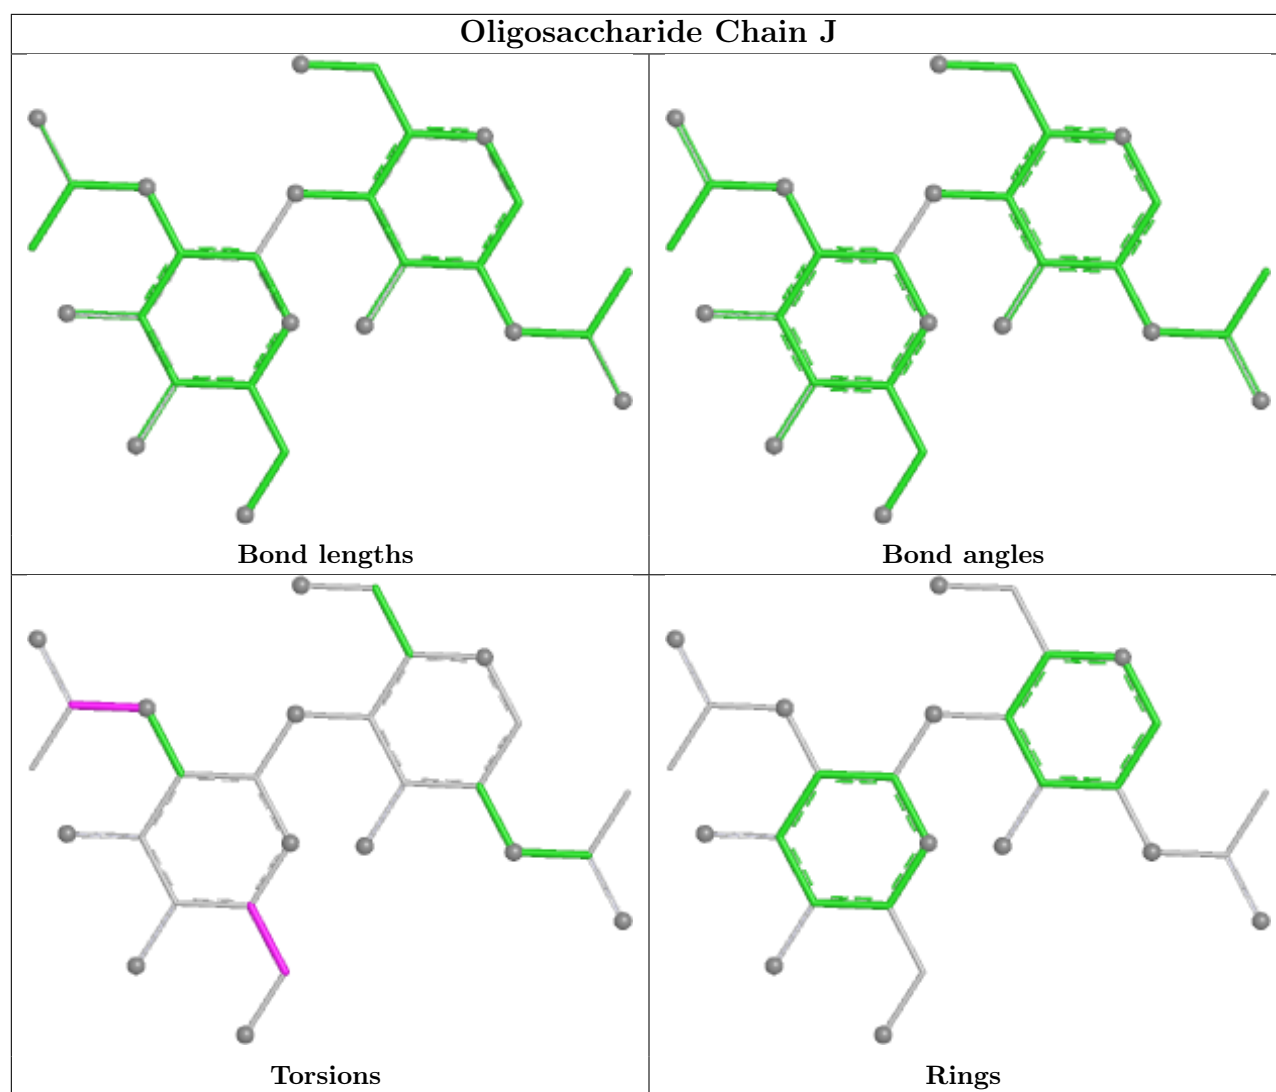 Oligosaccharide Chain J
Bond lengths
Bond angles
Torsions
Rings